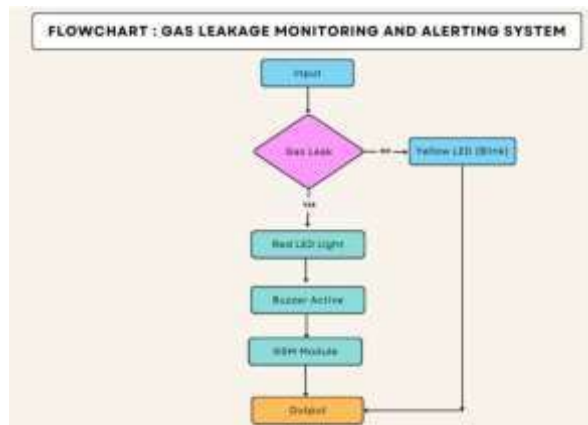 FLOWCHART : GAS LEAKAGE MONITORING AND ALERTING SYSTEM
Input
Gas Leak
NO
Yellow LED (Blink)
YES
Red LED Light
Buzzer Active
GSM Module
Output